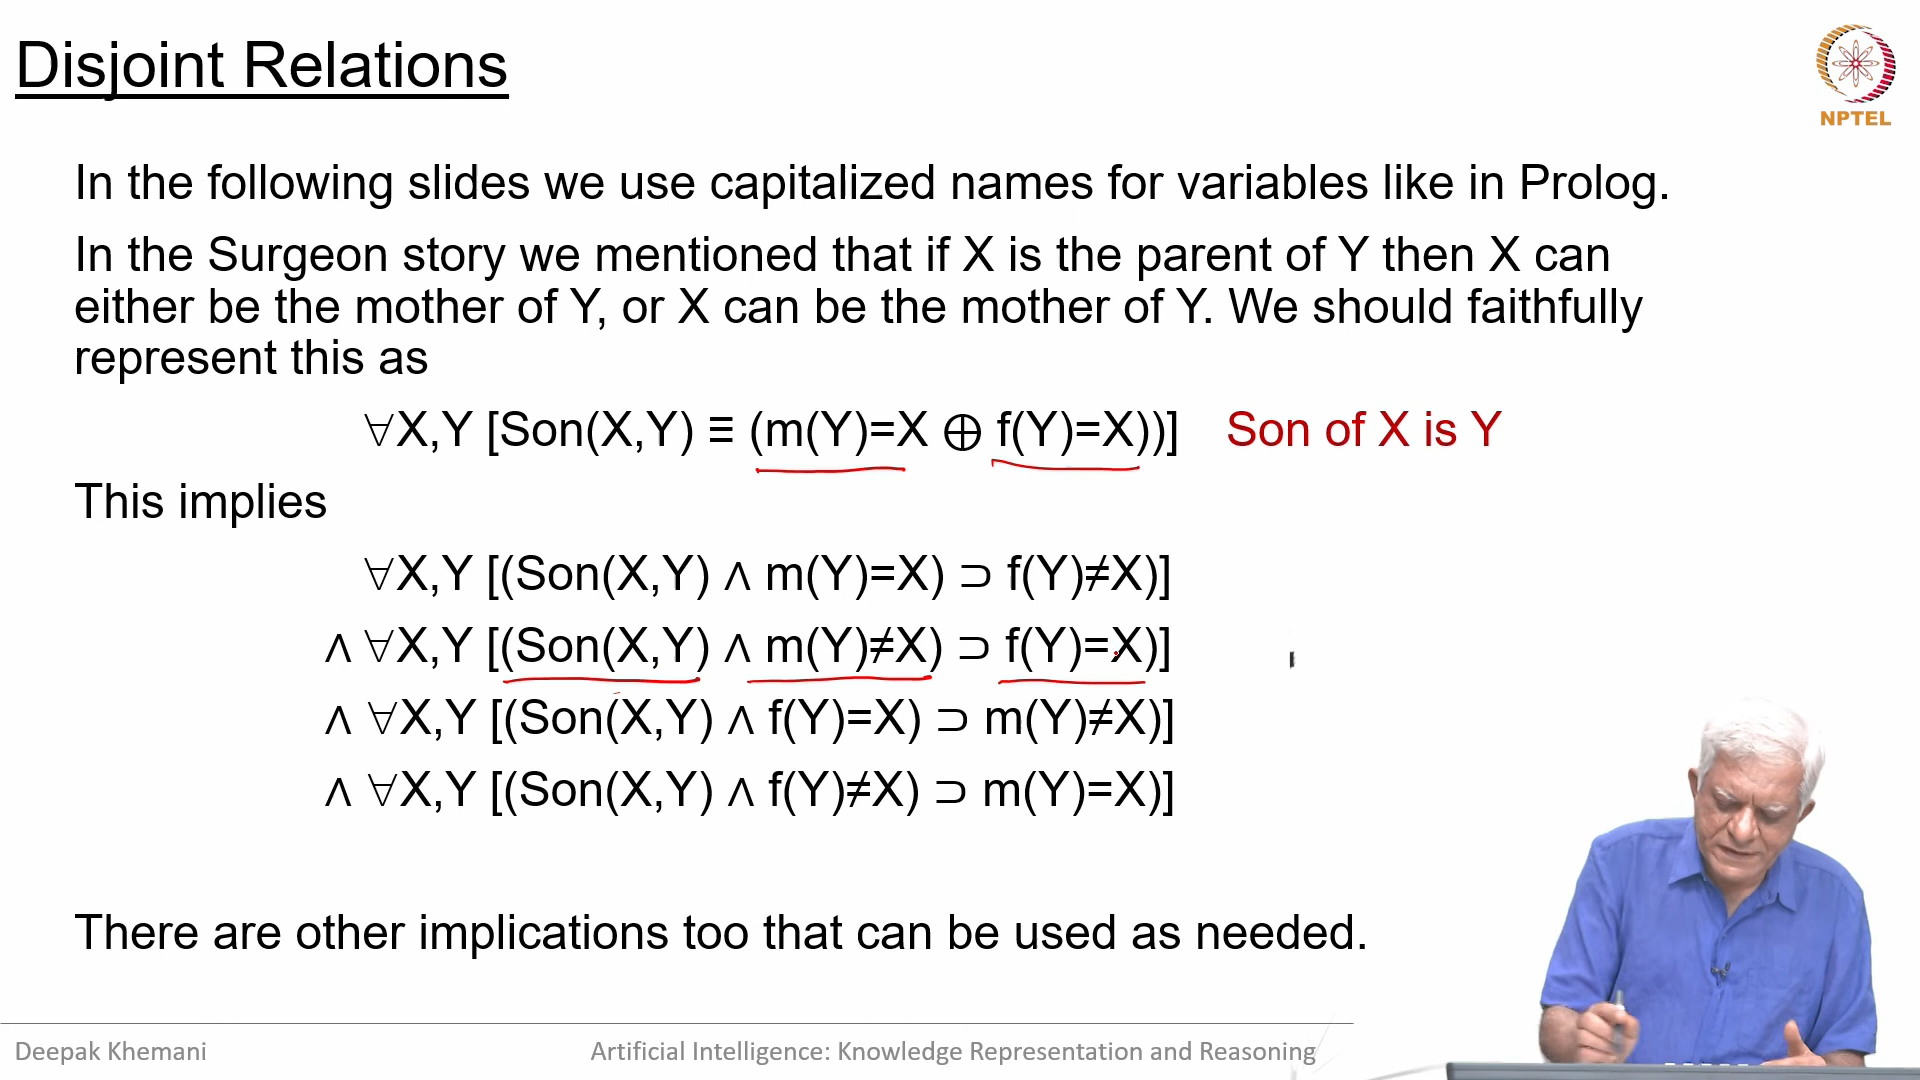 Disjoint Relations
NPTEL
In the following slides we use capitalized names for variables like in Prolog.
In the Surgeon story we mentioned that if X is the parent of Y then X can
either be the mother of Y, or X can be the mother of Y. We should faithfully
represent this as
∀X,Y [Son(X,Y) ≡ (m(Y)=X ⊕ f(Y)=X))] Son of X is Y
This implies
∀X,Y [(Son(X,Y) ∧ m(Y)=X) ⊃ f(Y)≠X)]
∧ ∀X,Y [(Son(X,Y) ∧ m(Y)≠X) ⊃ f(Y)=X)]
∧ ∀X,Y [(Son(X,Y) ∧ f(Y)=X) ⊃ m(Y)≠X)]
∧ ∀X,Y [(Son(X,Y) ∧ f(Y)≠X) ⊃ m(Y)=X)]
There are other implications too that can be used as needed.
Deepak Khemani
Artificial Intelligence: Knowledge Representation and Reasoning